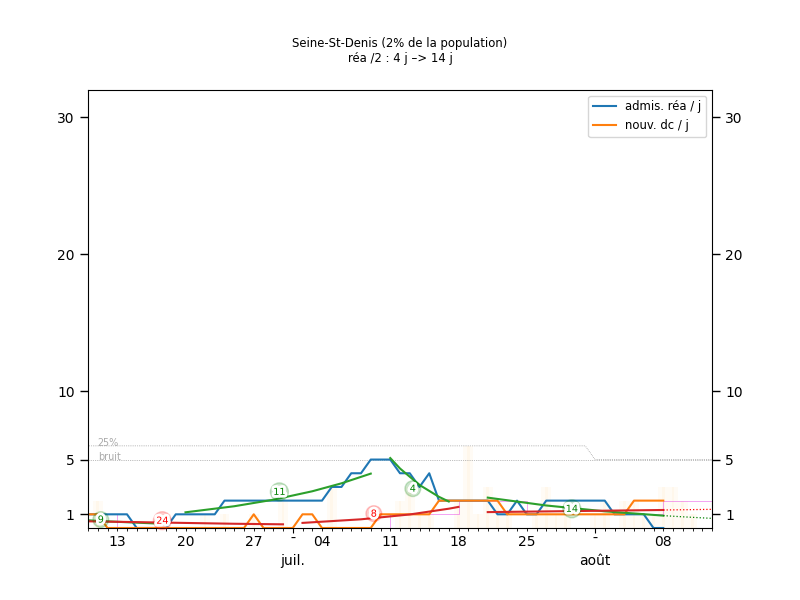 Seine-St-Denis (2% de la population)
réa /2 : 4 j –> 14 j
admis. réa / j
nouv. dc / j
30 30
20 20
10 10
5 5
1 1
25%
bruit
9 24 11 8 4 14
13 20 27 - 04 11 18 25 - 08
juil. août